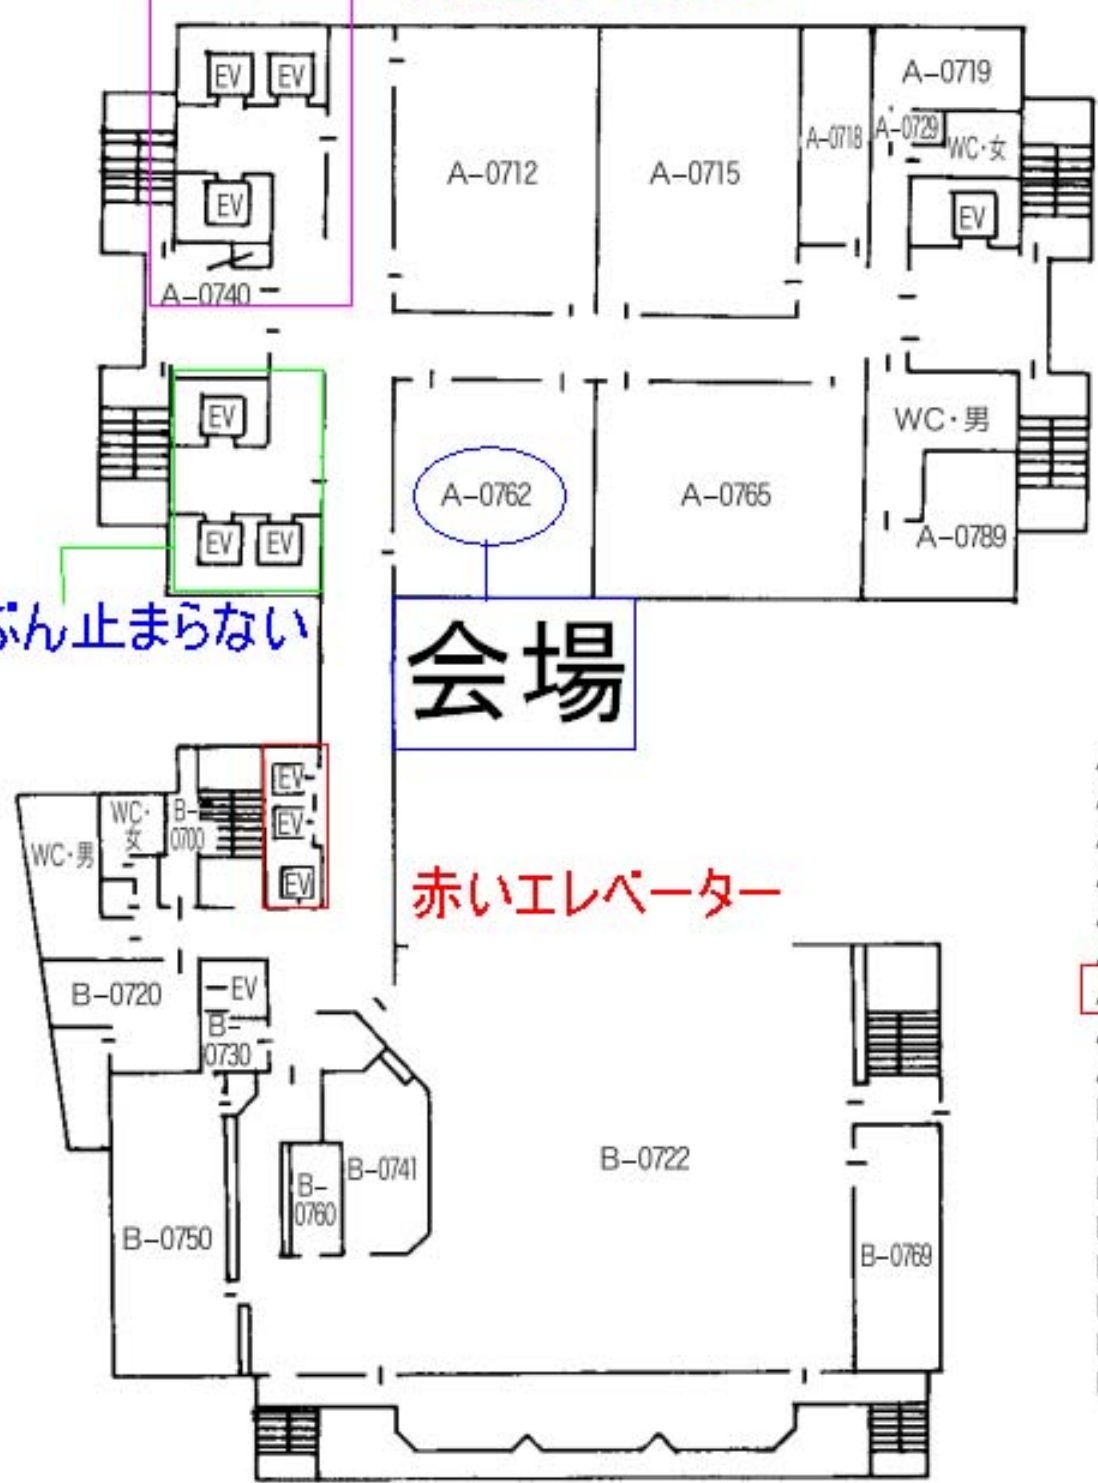 EV EV
A-0719
A-0712
A-0715
A-0718
A-0729
WC・女
EV
EV
A-0740
EV
WC・男
A-0762
A-0765
EV EV
A-0789
ぶん止まらない
会場
EV
EV
WC・女
B-0700
WC・男
EV
赤いエレベーター
B-0720
EV
B-0730
B-0722
B-0741
B-0760
B-0750
B-0769